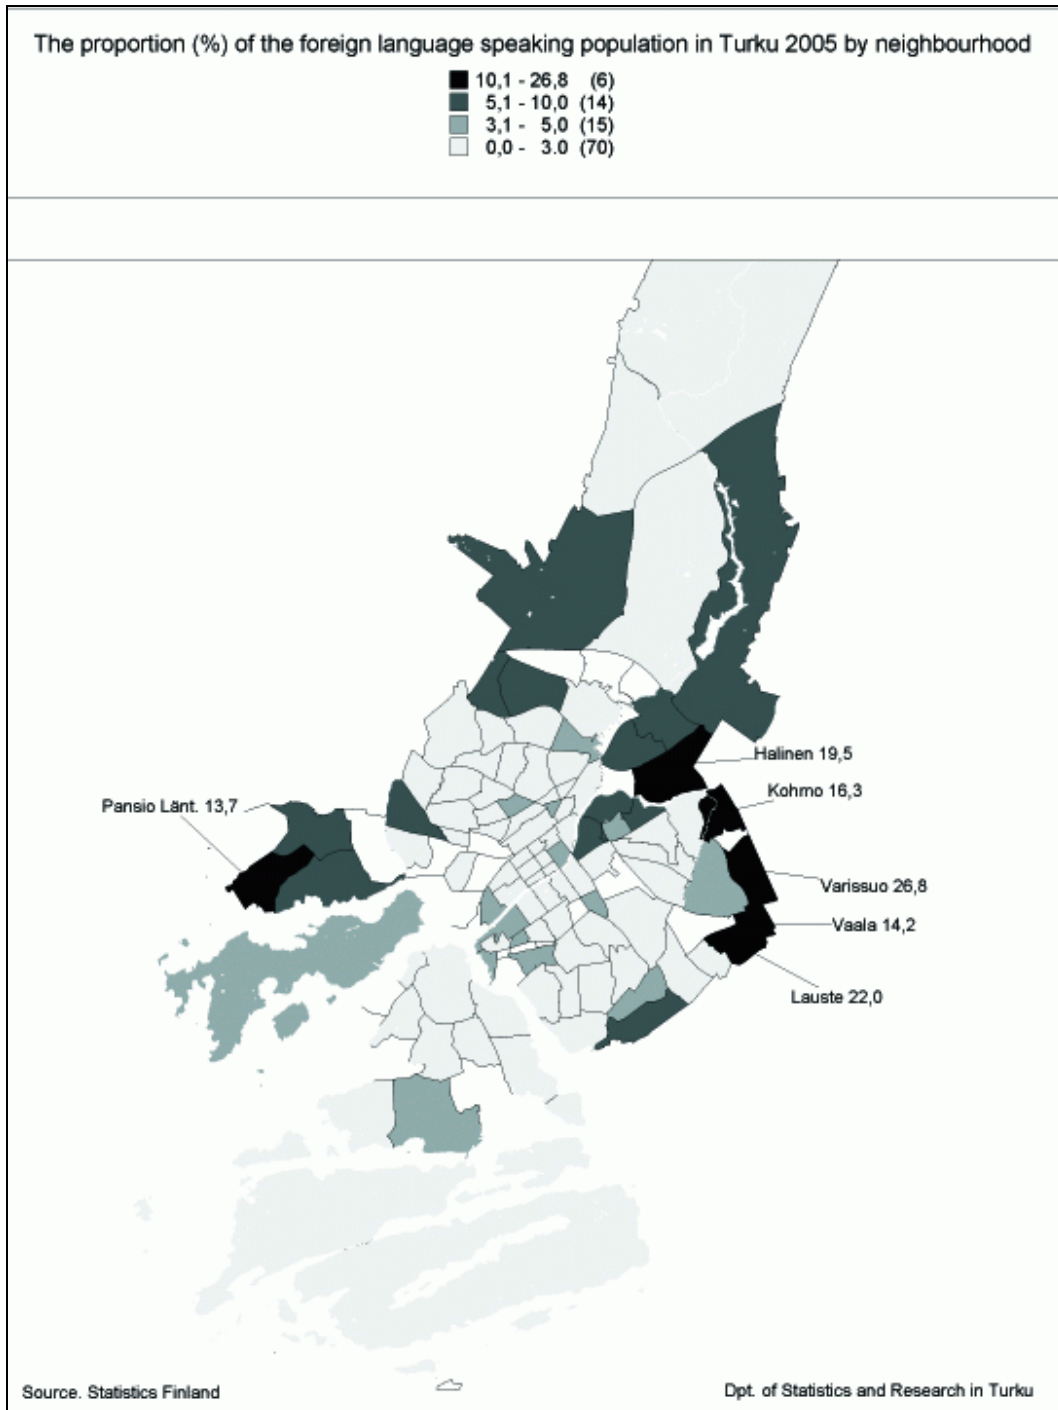 The proportion (%) of the foreign language speaking population in Turku 2005 by neighbourhood
10,1 - 26,8 (6)
5,1 - 10,0 (14)
3,1 - 5,0 (15)
0,0 - 3.0 (70)
Halinen 19,5
Kohmo 16,3
Pansio Länt. 13,7
Varissuo 26,8
Vaala 14,2
Lauste 22,0
Source. Statistics Finland
Dpt. of Statistics and Research in Turku